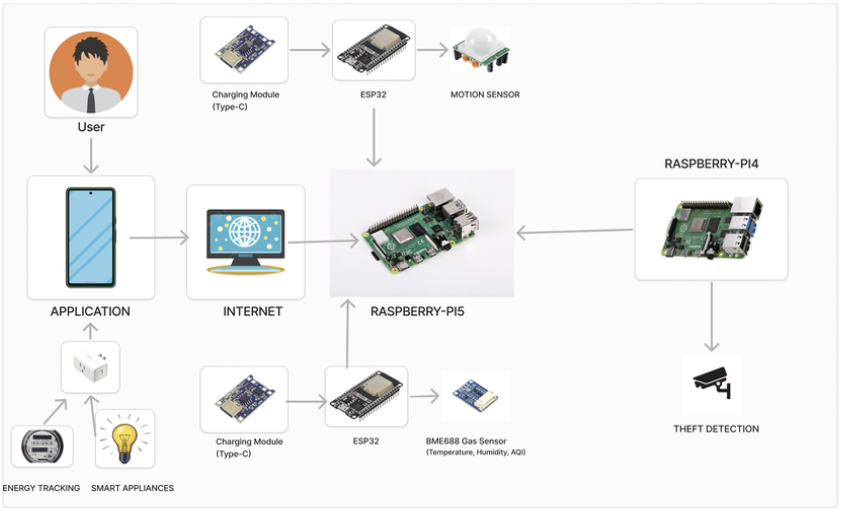 Charging Module
(Type-C)
ESP32
MOTION SENSOR
User
RASPBERRY-PI4
APPLICATION
INTERNET
RASPBERRY-PI5
THEFT DETECTION
Charging Module
(Type-C)
ESP32
BME688 Gas Sensor
(Temperature, Humidity, AQI)
ENERGY TRACKING
SMART APPLIANCES